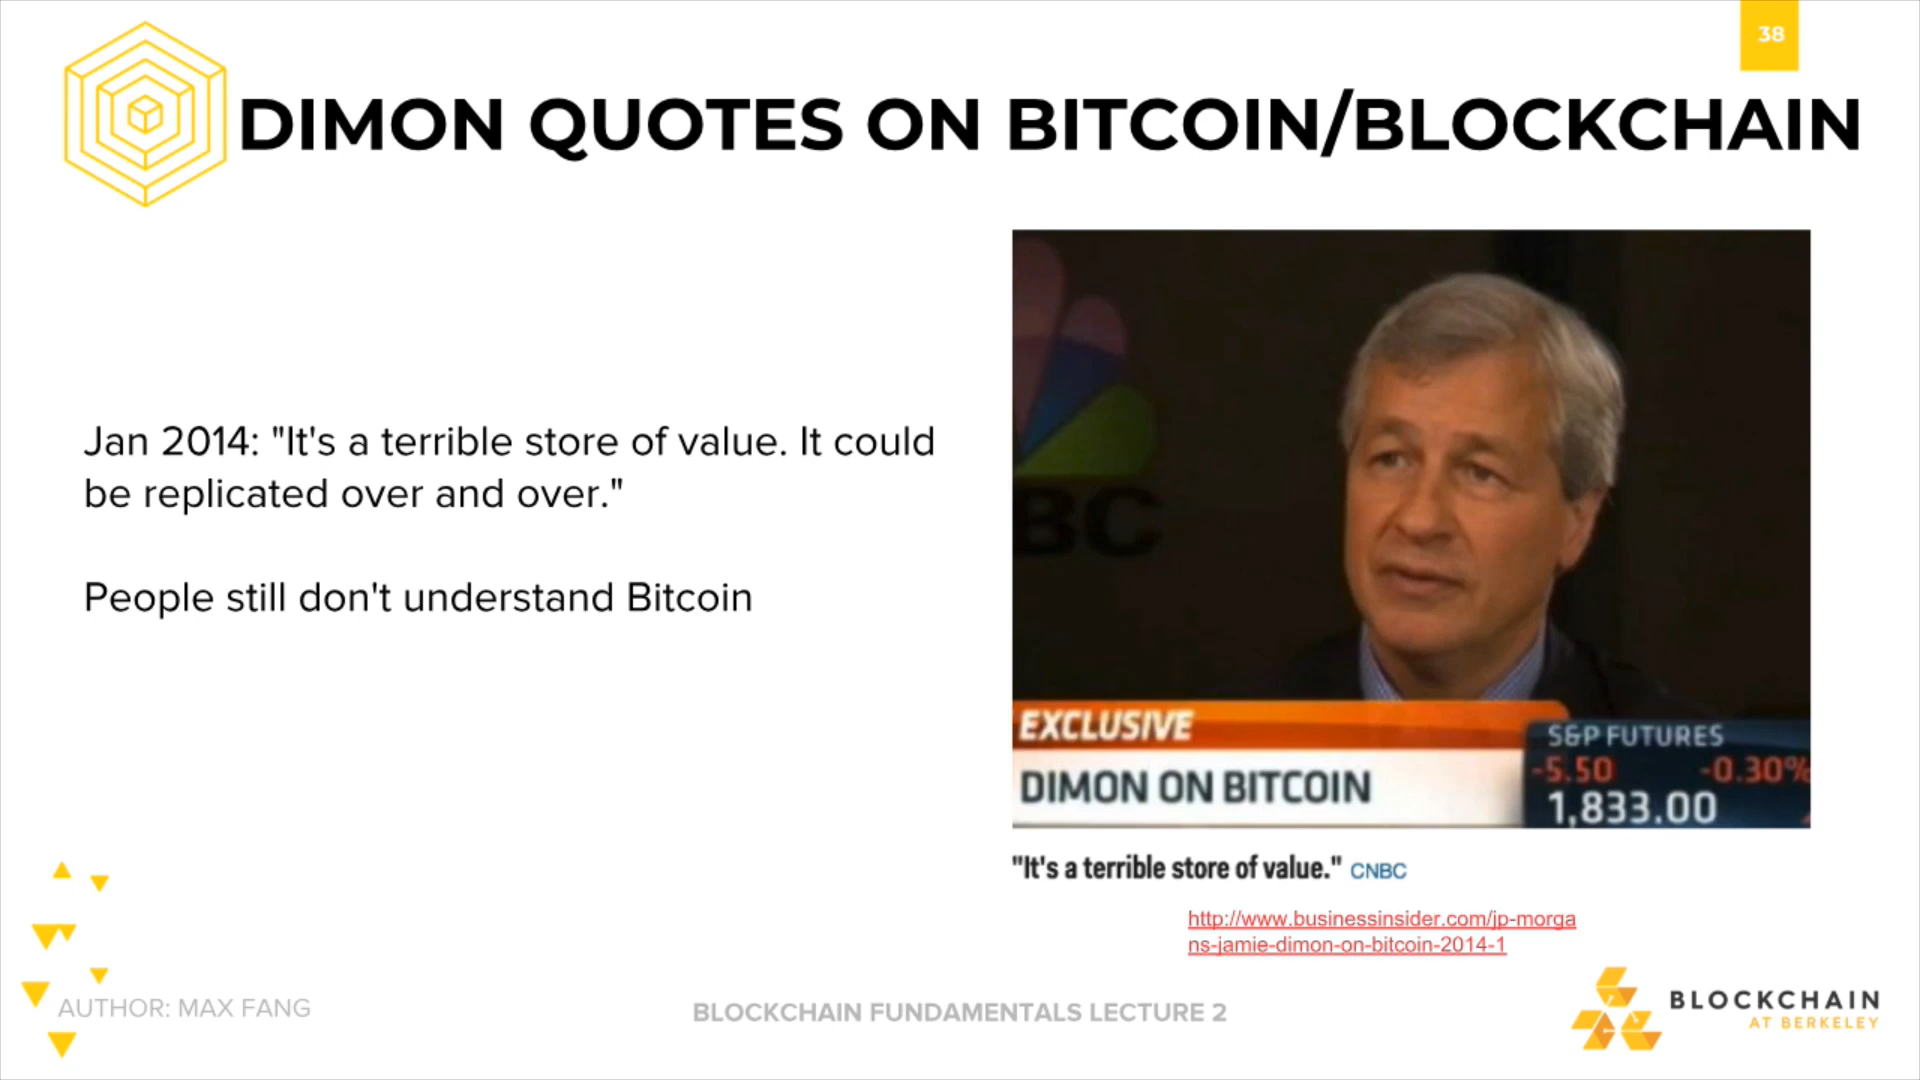 38
DIMON QUOTES ON BITCOIN/BLOCKCHAIN
Jan 2014: "It's a terrible store of value. It could
be replicated over and over."
People still don't understand Bitcoin
BC
EXCLUSIVE
DIMON ON BITCOIN
S&P FUTURES
-5.50 -0.30%
1,833.00
"It's a terrible store of value." CNBC
http://www.businessinsider.com/jp-morga
ns-jamie-dimon-on-bitcoin-2014-1
AUTHOR: MAX FANG
BLOCKCHAIN FUNDAMENTALS LECTURE 2
BLOCKCHAIN
AT BERKELEY